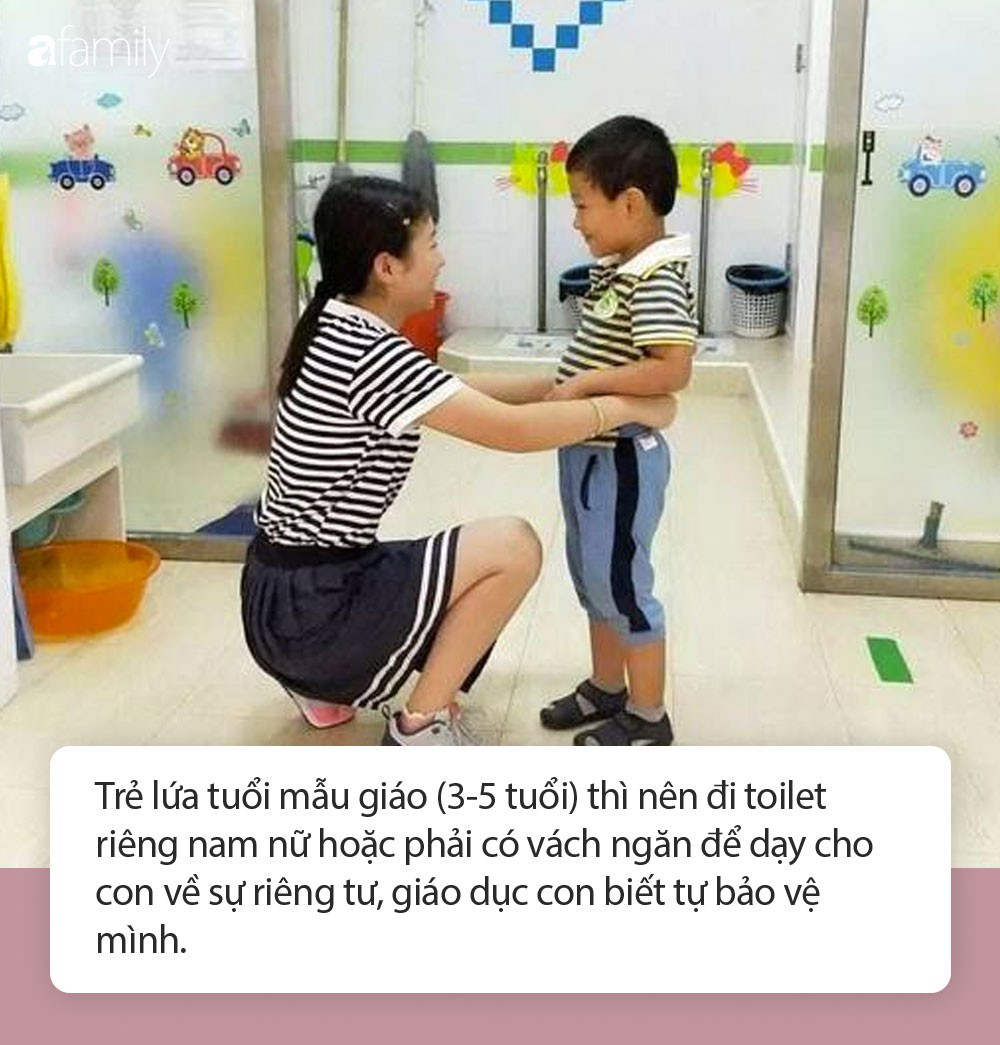 afamily
Trẻ lứa tuổi mẫu giáo (3-5 tuổi) thì nên đi toilet
riêng nam nữ hoặc phải có vách ngăn để dạy cho
con về sự riêng tư, giáo dục con biết tự bảo vệ
mình.